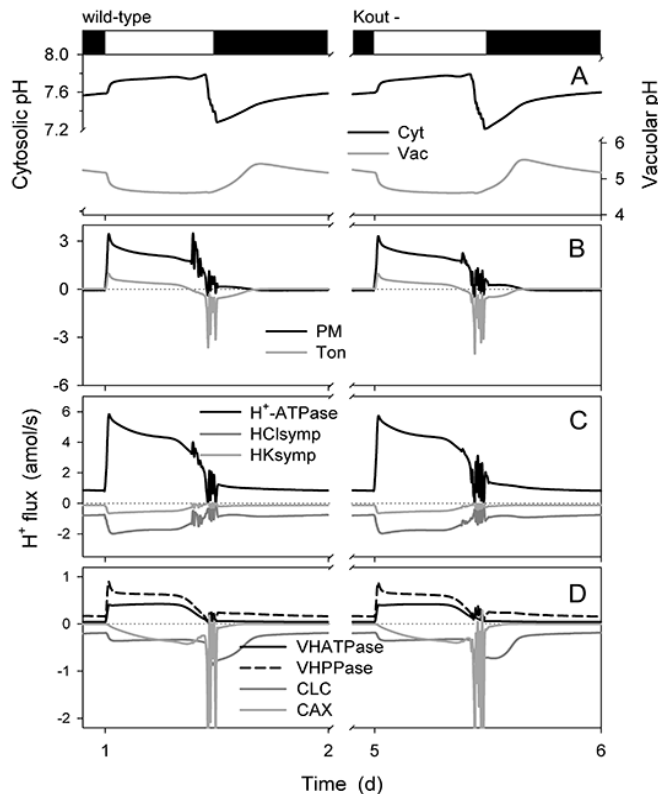 wild-type
Kout -
8.0
7.6
7.2
Cytosolic pH
A
Cyt
Vac
6
5
4
Vacuolar pH
3
0
-3
-6
B
PM
Ton
6
4
2
0
-2
H⁺ flux (amol/s)
C
H⁺-ATPase
HClsymp
HKsymp
1
0
-1
-2
D
VHATPase
VHPPase
CLC
CAX
1
2
5
6
Time (d)